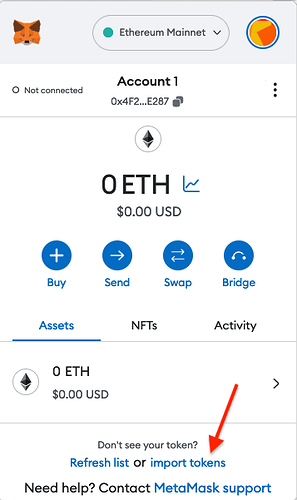 Ethereum Mainnet
Not connected
Account 1
0x4F2...E287
0 ETH
$0.00 USD
Buy Send Swap Bridge
Assets NFTs Activity
0 ETH
$0.00 USD
Don't see your token?
Refresh list or import tokens
Need help? Contact MetaMask support